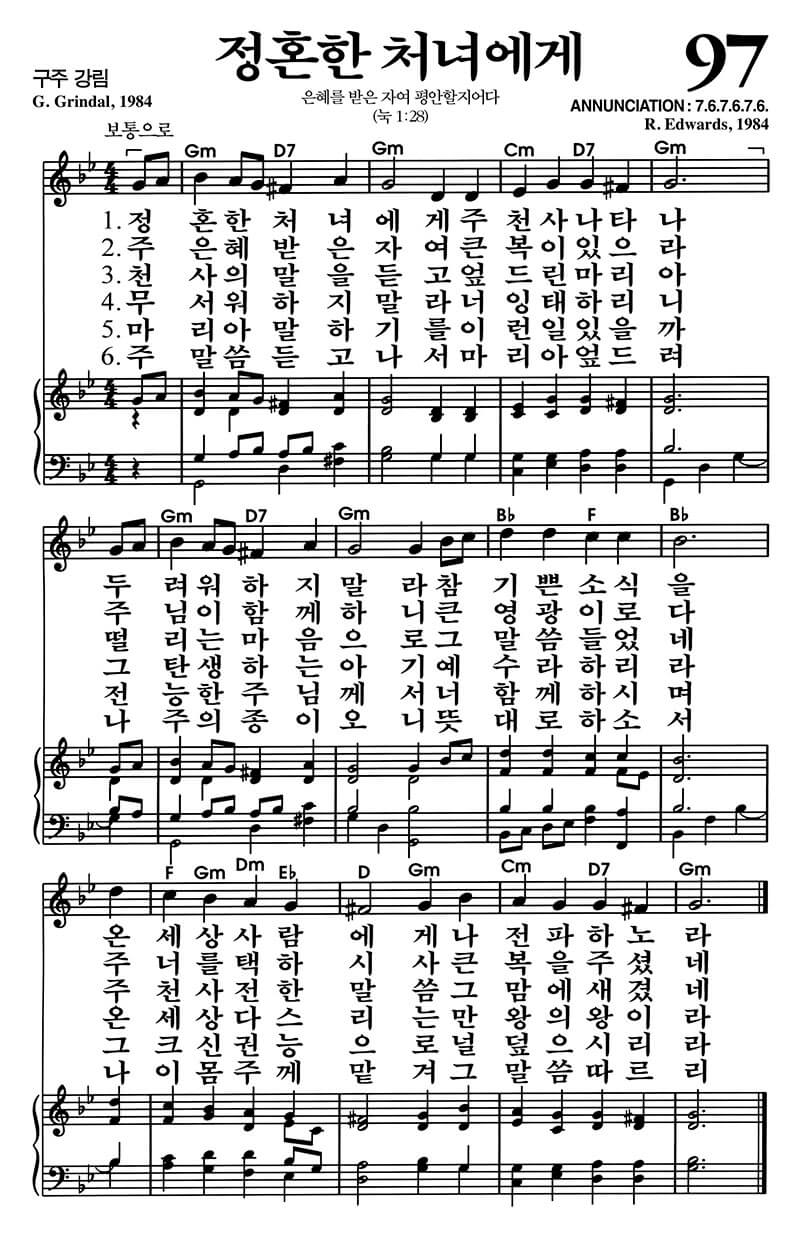 정혼한 처녀에게
97
구주 강림
G. Grindal, 1984
은혜를 받은 자여 평안할지어다
(눅 1:28)
ANNUNCIATION : 7.6.7.6.7.6.
R. Edwards, 1984
보통으로
Gm D7 Gm Cm D7 Gm
1. 정 혼 한 처 녀 에 게 주 천 사 나 타 나
2. 주 은 혜 받 은 자 여 큰 복 이 있 으 라
3. 천 사 의 말 을 듣 고 엎 드 린 마 리 아
4. 무 서 워 하 지 말 라 너 잉 태 하 리 니
5. 마 리 아 말 하 기 를 이 런 일 있 을 까
6. 주 말 씀 듣 고 나 서 마 리 아 엎 드 려
Gm D7 Gm B♭ F B♭
두 려 워 하 지 말 라 참 기 쁜 소 식 을
주 님 이 함 께 하 니 큰 영 광 이 로 다
떨 리 는 마 음 으 로 그 말 씀 들 었 네
그 탄 생 하 는 아 기 예 수 라 하 리 라
전 능 한 주 님 께 서 너 함 께 하 시 며
나 주 의 종 이 오 니 뜻 대 로 하 소 서
F Gm Dm E♭ D Gm Cm D7 Gm
온 세 상 사 람 에 게 나 전 파 하 노 라
주 너 를 택 하 시 사 큰 복 을 주 셨 네
주 천 사 전 한 말 씀 그 맘 에 새 겼 네
온 세 상 다 스 리 는 만 왕 의 왕 이 라
그 크 신 권 능 으 로 널 덮 으 시 리 라
나 이 몸 주 께 맡 겨 그 말 씀 따 르 리